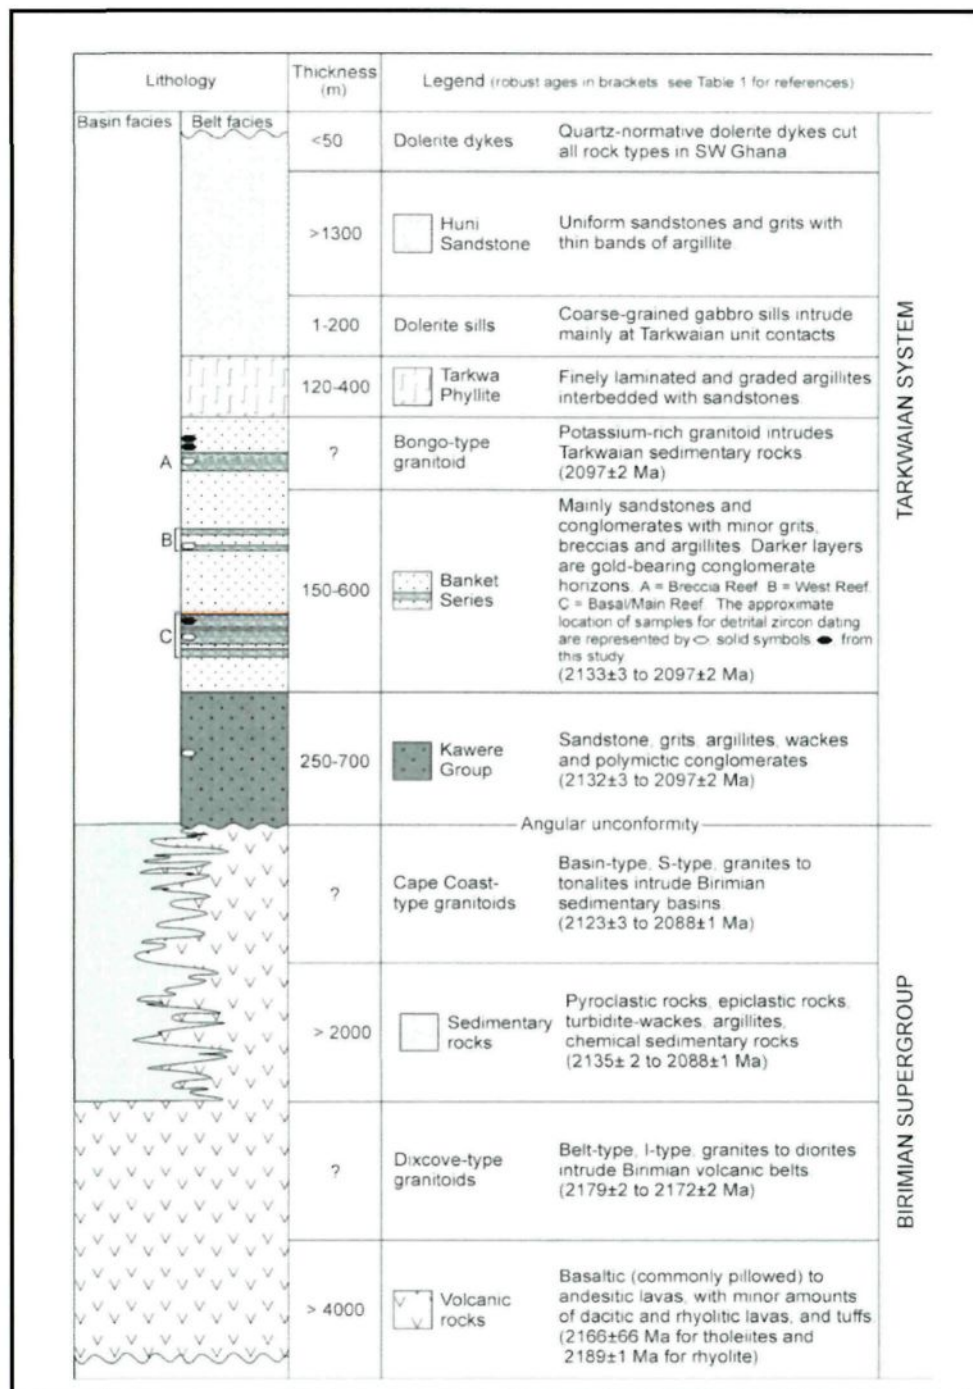 Lithology
Thickness
(m)
Legend (robust ages in brackets see Table 1 for references)
Basin facies
Belt facies
<50
Dolerite dykes
Quartz-normative dolerite dykes cut
all rock types in SW Ghana
>1300
Huni
Sandstone
Uniform sandstones and grits with
thin bands of argillite
1-200
Dolerite sills
Coarse-grained gabbro sills intrude
mainly at Tarkwaian unit contacts
120-400
Tarkwa
Phyllite
Finely laminated and graded argillites
interbedded with sandstones
A
?
Bongo-type
granitoid
Potassium-rich granitoid intrudes
Tarkwaian sedimentary rocks
(2097±2 Ma)
B
C
150-600
Banket
Series
Mainly sandstones and
conglomerates with minor grits,
breccias and argillites. Darker layers
are gold-bearing conglomerate
horizons. A = Breccia Reef. B = West Reef.
C = Basal/Main Reef. The approximate
location of samples for detrital zircon dating
are represented by solid symbols from
this study
(2133±3 to 2097±2 Ma)
250-700
Kawere
Group
Sandstone, grits, argillites, wackes
and polymictic conglomerates
(2132±3 to 2097±2 Ma)
TARKWAIAN SYSTEM
Angular unconformity
?
Cape Coast-
type granitoids
Basin-type, S-type, granites to
tonalites intrude Birimian
sedimentary basins
(2123±3 to 2088±1 Ma)
> 2000
Sedimentary
rocks
Pyroclastic rocks, epiclastic rocks,
turbidite-wackes, argillites,
chemical sedimentary rocks
(2135± 2 to 2088±1 Ma)
?
Dixcove-type
granitoids
Belt-type, I-type, granites to diorites
intrude Birimian volcanic belts
(2179±2 to 2172±2 Ma)
> 4000
Volcanic
rocks
Basaltic (commonly pillowed) to
andesitic lavas, with minor amounts
of dacitic and rhyolitic lavas, and tuffs
(2166±66 Ma for tholeiites and
2189±1 Ma for rhyolite)
BIRIMIAN SUPERGROUP